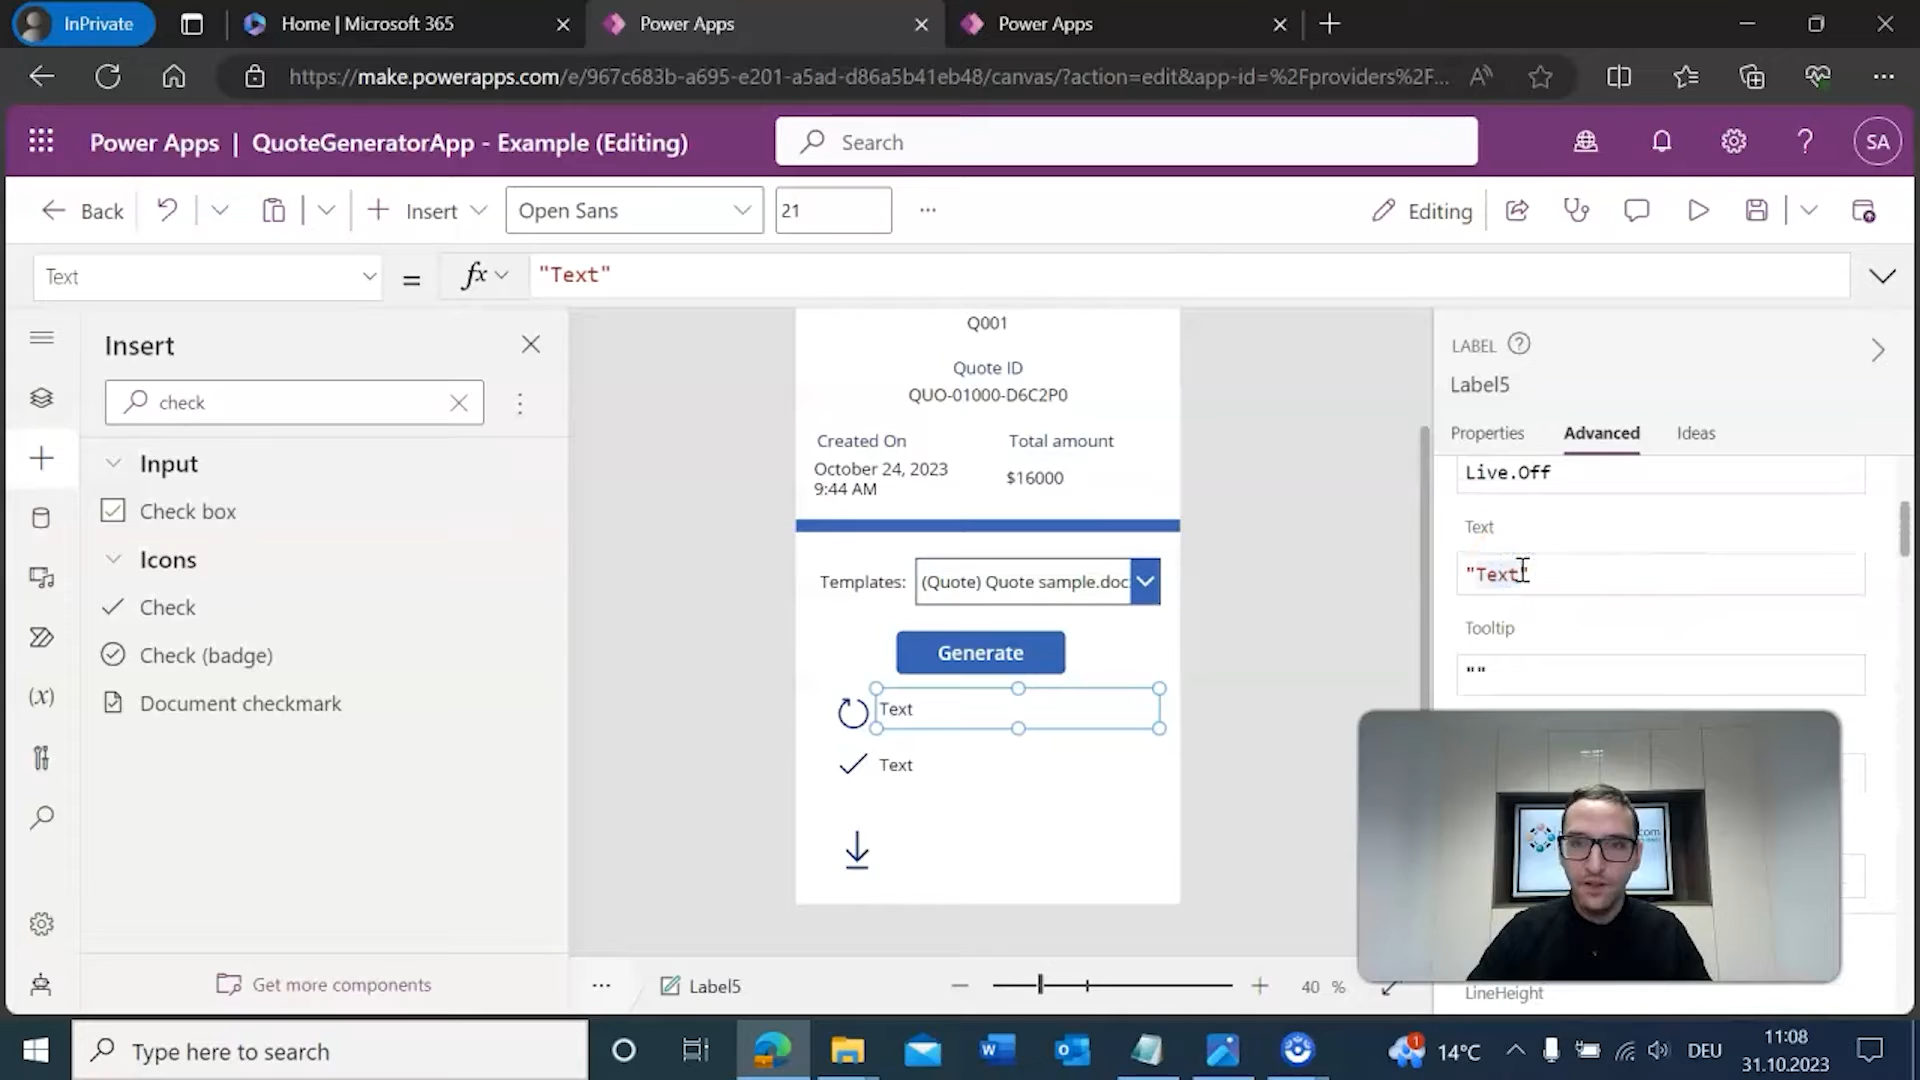 InPrivate
Home | Microsoft 365
Power Apps
Power Apps
https://make.powerapps.com/e/967c683b-a695-e201-a5ad-d86a5b41eb48/canvas/?action=edit&app-id=%2Fproviders%2F...
Power Apps | QuoteGeneratorApp - Example (Editing)
Search
SA
Back
Insert
Open Sans
21
...
Editing
Text
=
fx
"Text"
Insert
check
Input
Check box
Icons
Check
Check (badge)
Document checkmark
Get more components
Q001
Quote ID
QUO-01000-D6C2P0
Created On
Total amount
October 24, 2023
9:44 AM
$16000
Templates:
(Quote) Quote sample.doc
Generate
Text
Text
LABEL
Label5
Properties
Advanced
Ideas
Live.Off
Text
"Text"
Tooltip
""
LineHeight
...
Label5
40 %
Type here to search
1
14°C
DEU
11:08
31.10.2023